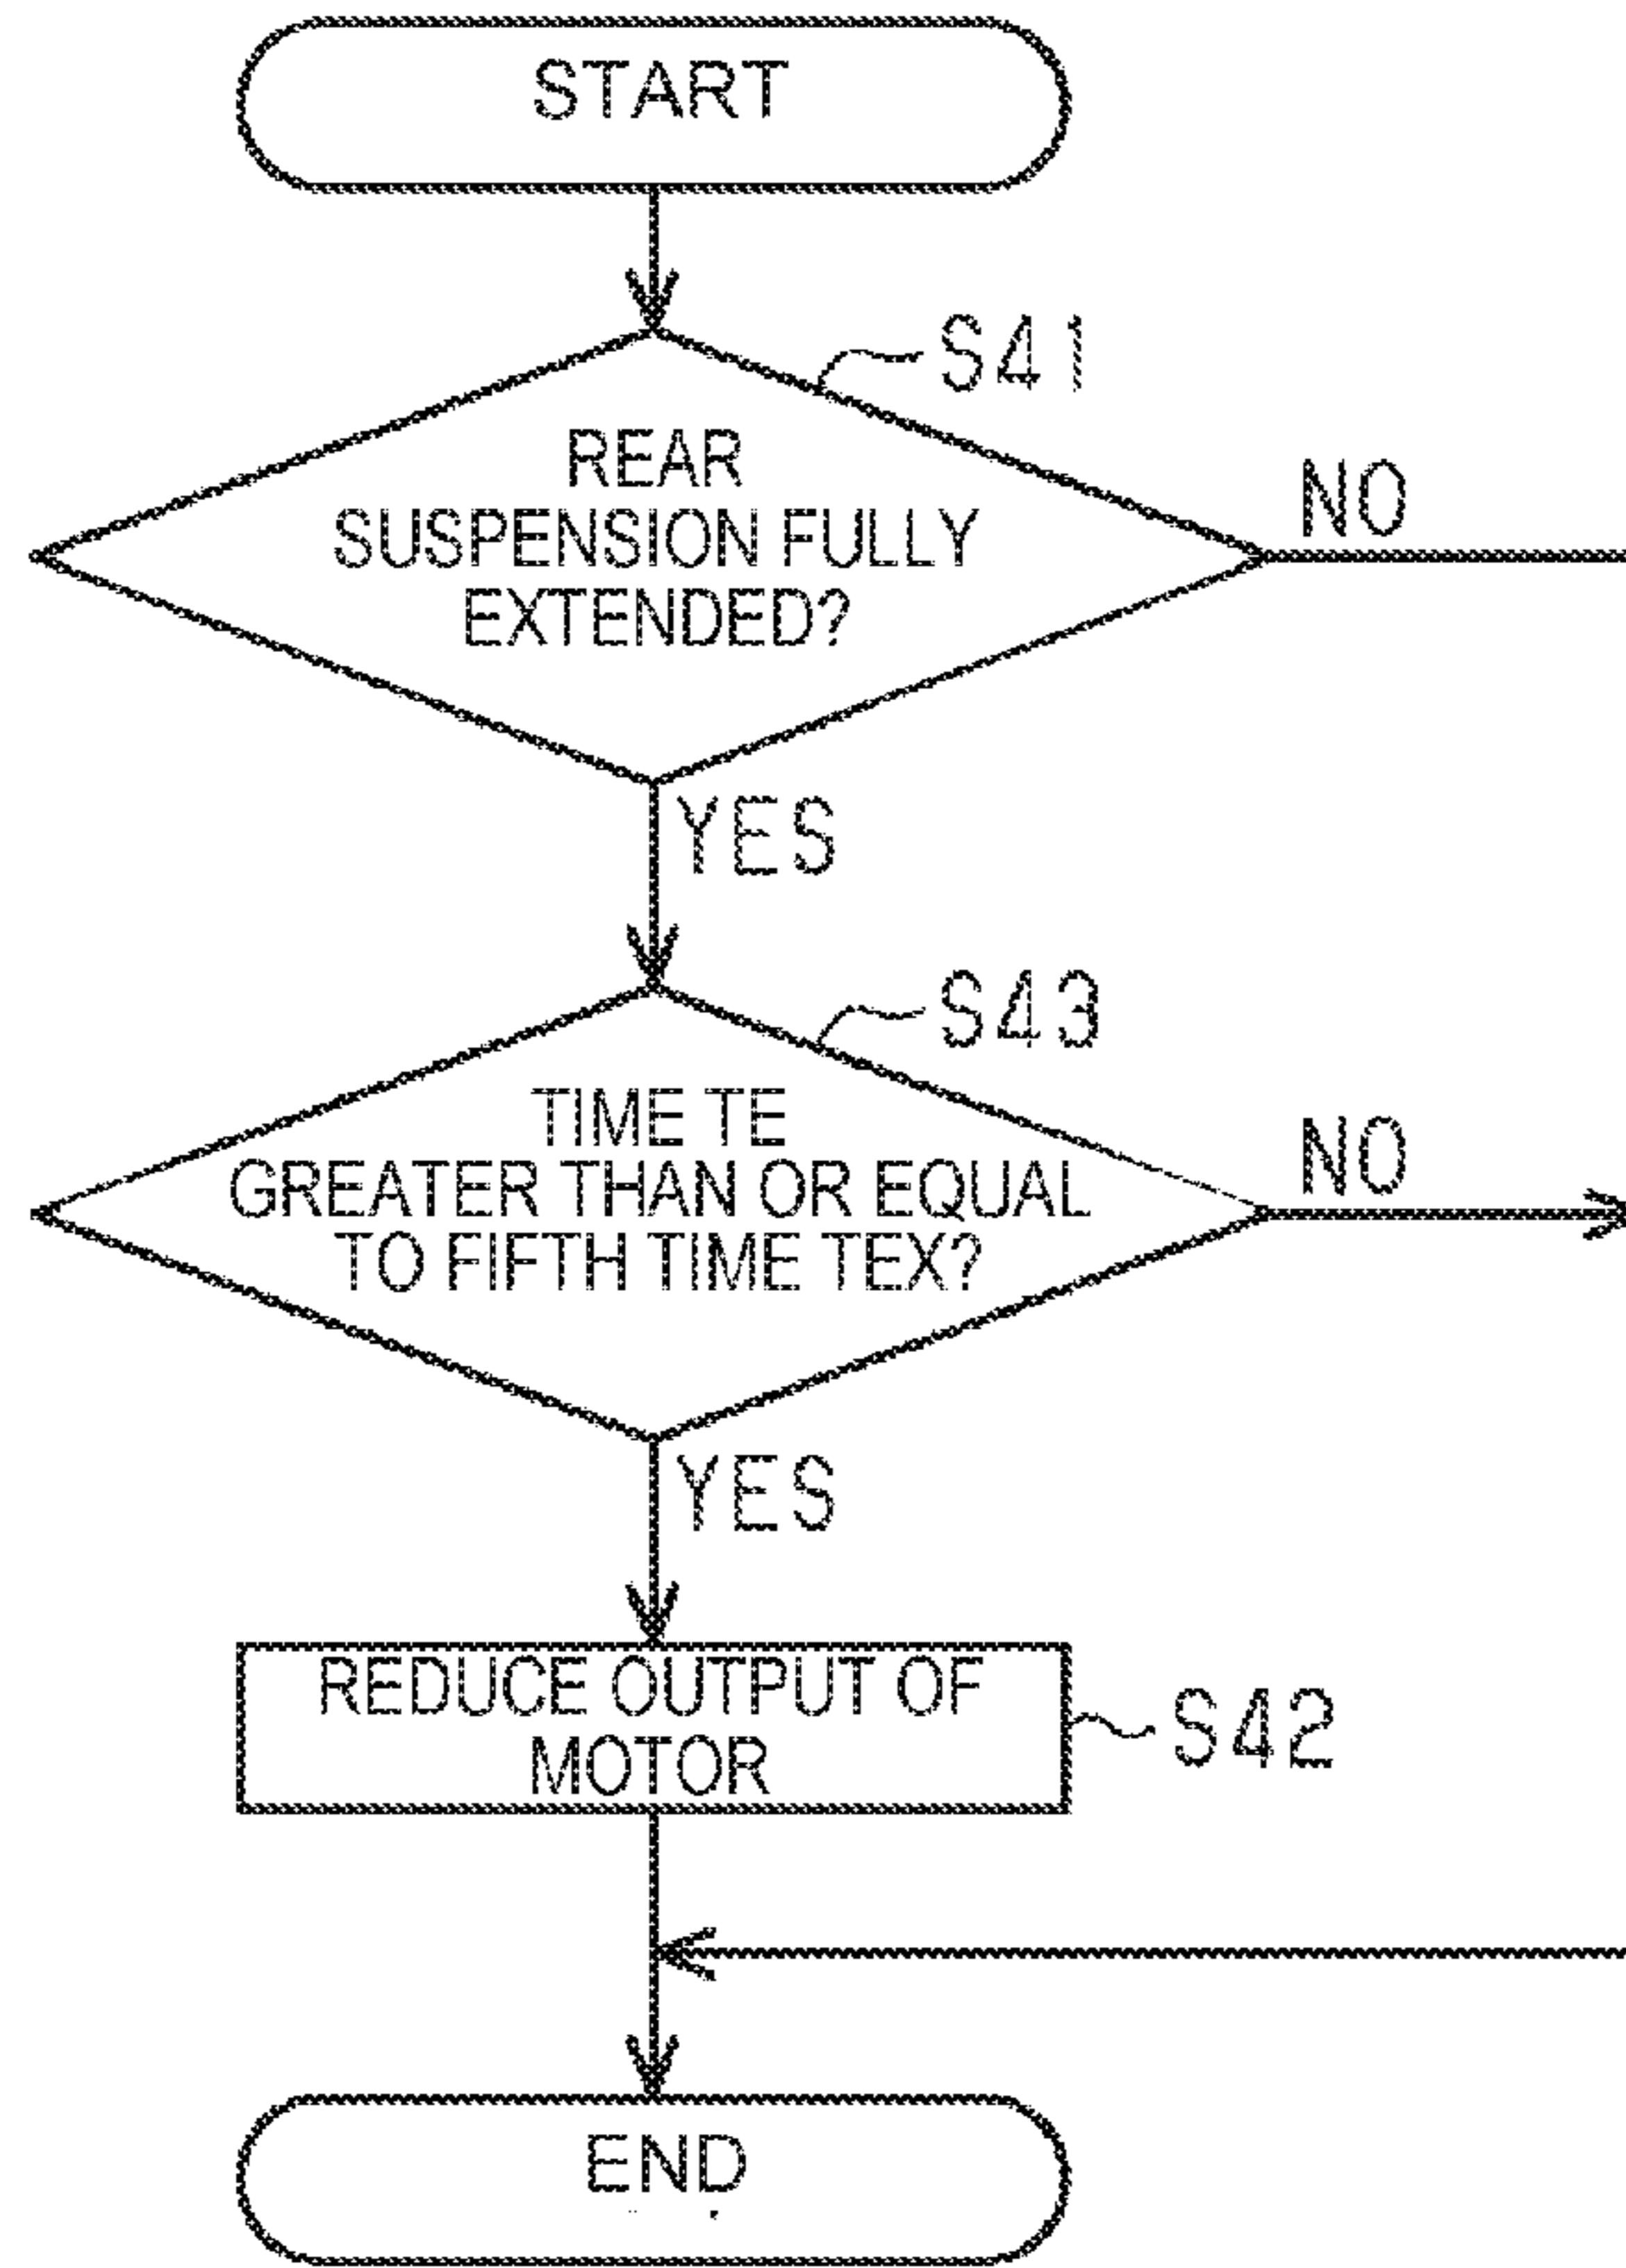 START
S41
REAR
SUSPENSION FULLY
EXTENDED?
NO
YES
S43
TIME TE
GREATER THAN OR EQUAL
TO FIFTH TIME TEX?
NO
YES
REDUCE OUTPUT OF
MOTOR
S42
END